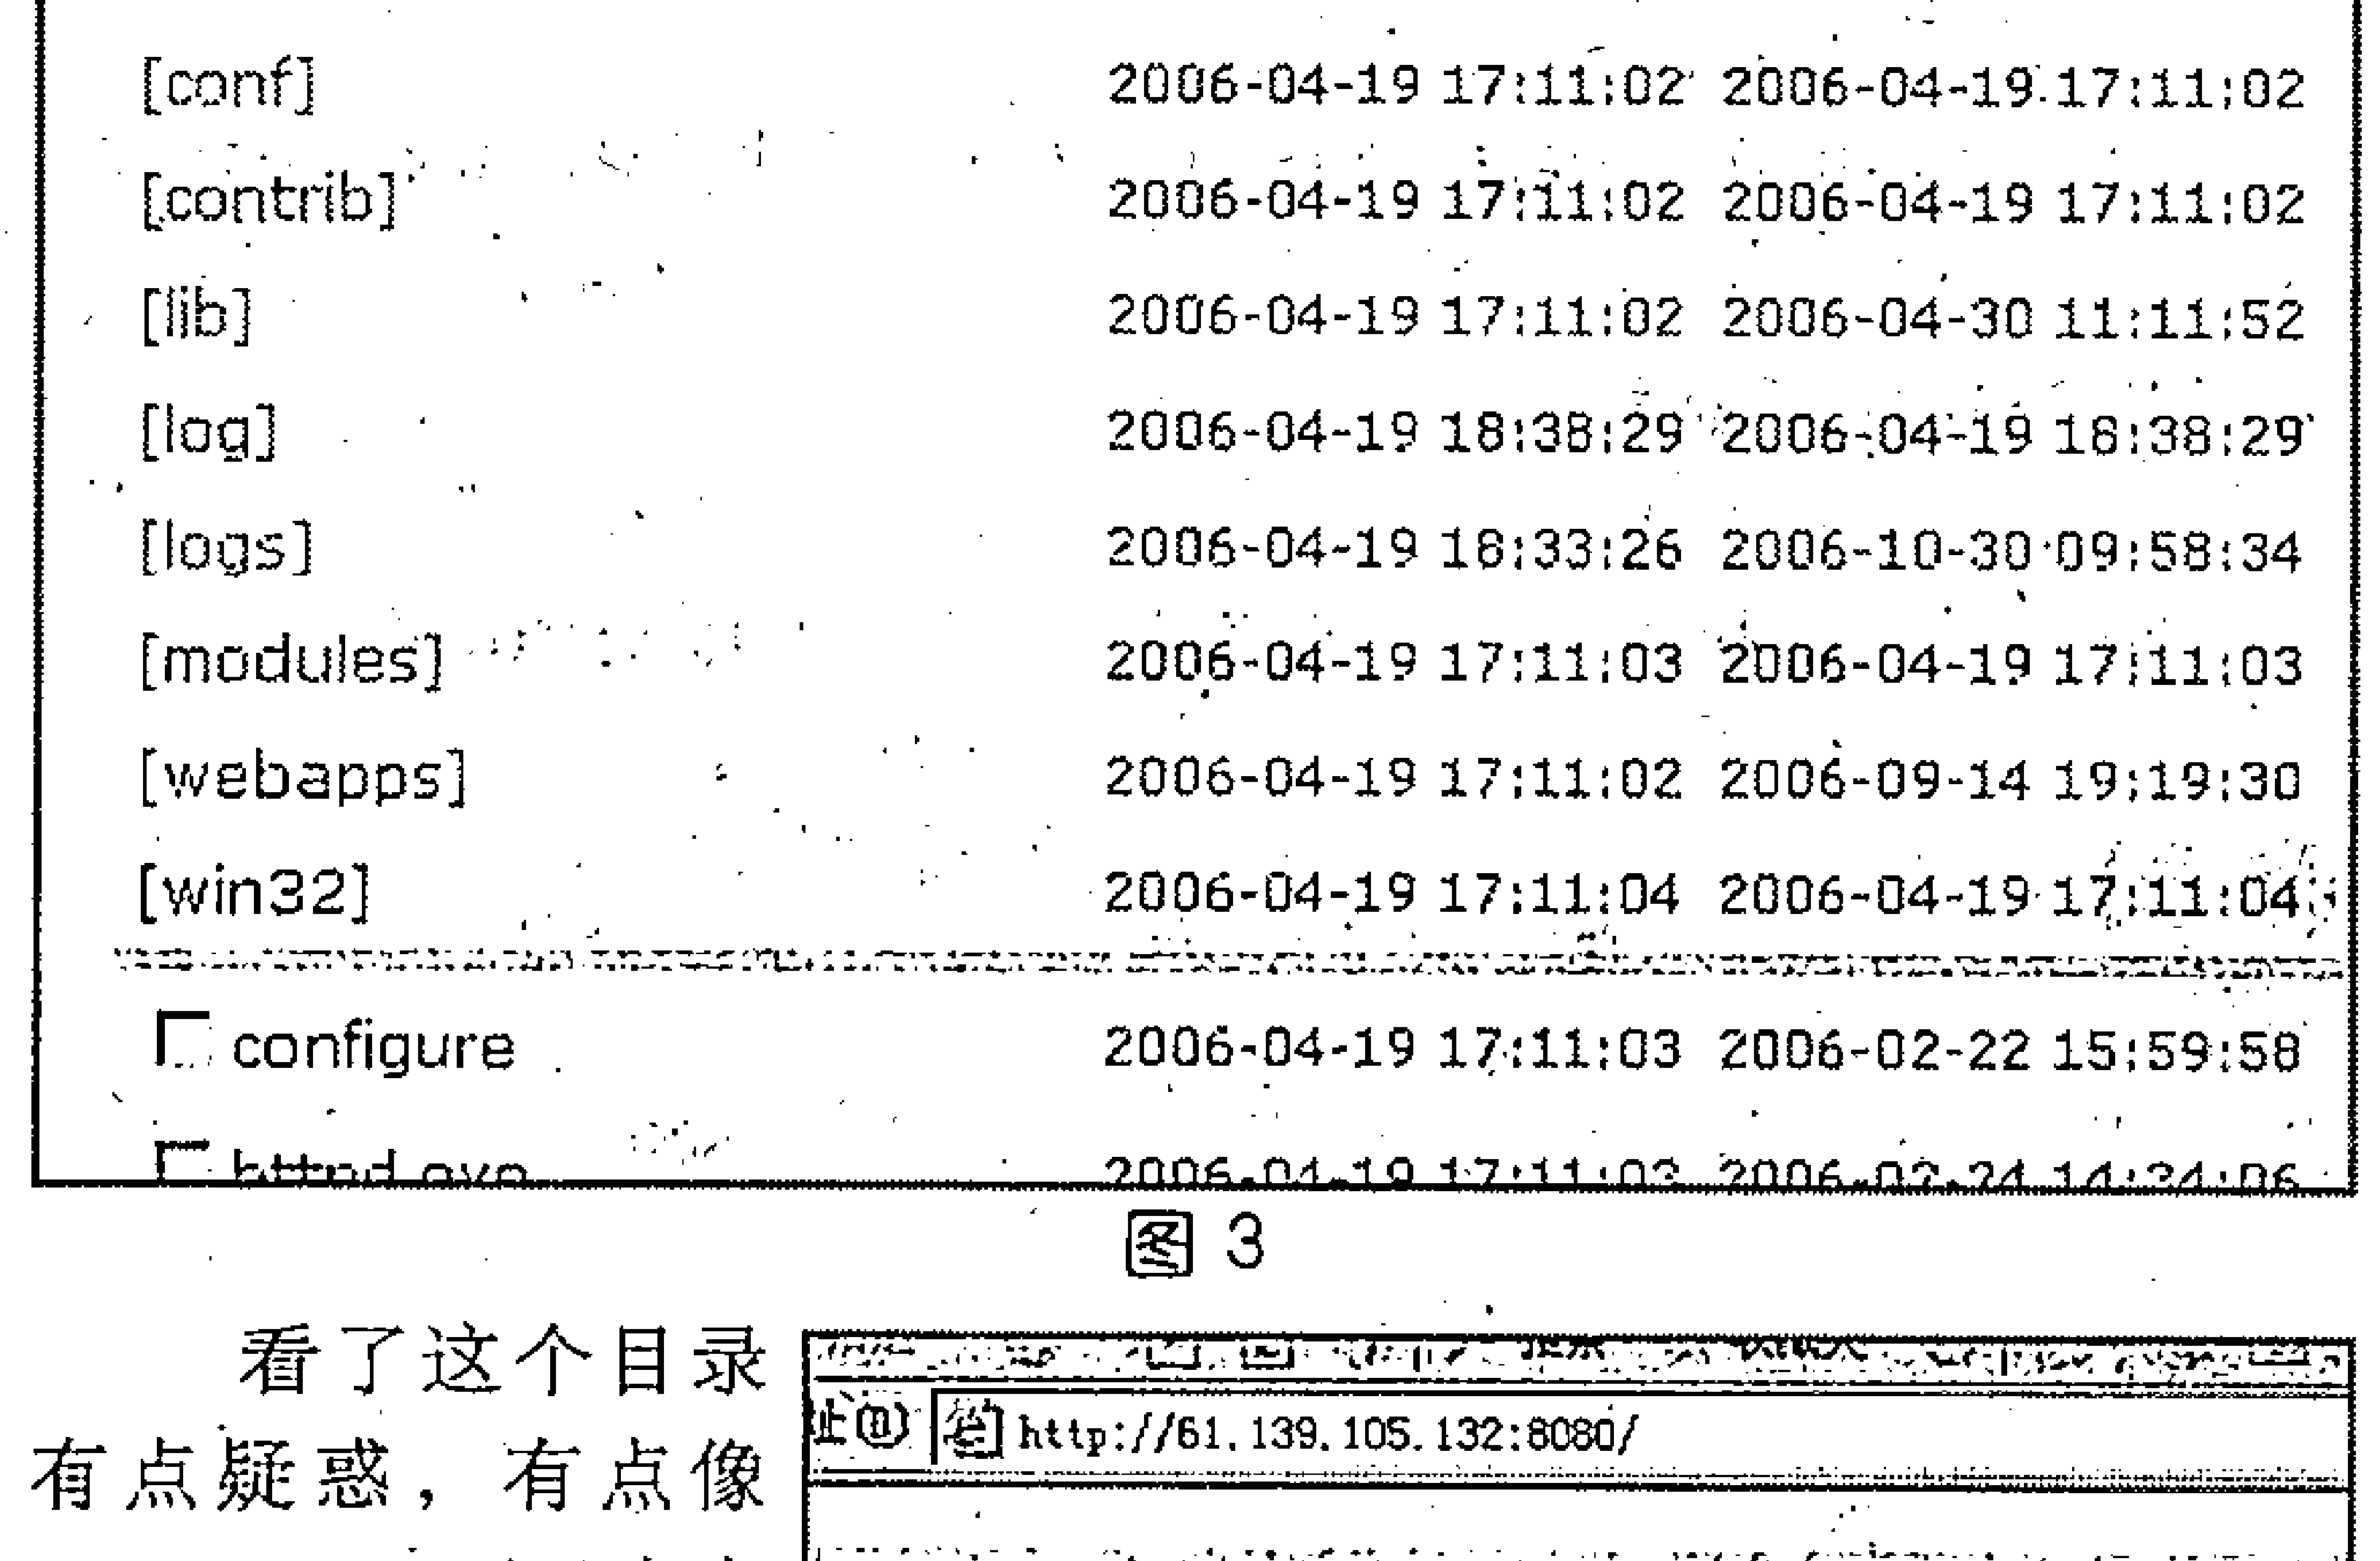 [conf] 2006-04-19 17:11:02 2006-04-19 17:11:02
[contrib] 2006-04-19 17:11:02 2006-04-19 17:11:02
[lib] 2006-04-19 17:11:02 2006-04-30 11:11:52
[log] 2006-04-19 18:38:29 2006-04-19 18:38:29
[logs] 2006-04-19 18:33:26 2006-10-30 09:58:34
[modules] 2006-04-19 17:11:03 2006-04-19 17:11:03
[webapps] 2006-04-19 17:11:02 2006-09-14 19:19:30
[win32] 2006-04-19 17:11:04 2006-04-19 17:11:04
configure 2006-04-19 17:11:03 2006-02-22 15:59:58
httpd.exe 2006-04-19
图 3
看了这个目录
有点疑惑，有点像
址(D) http://61.139.105.132:8080/